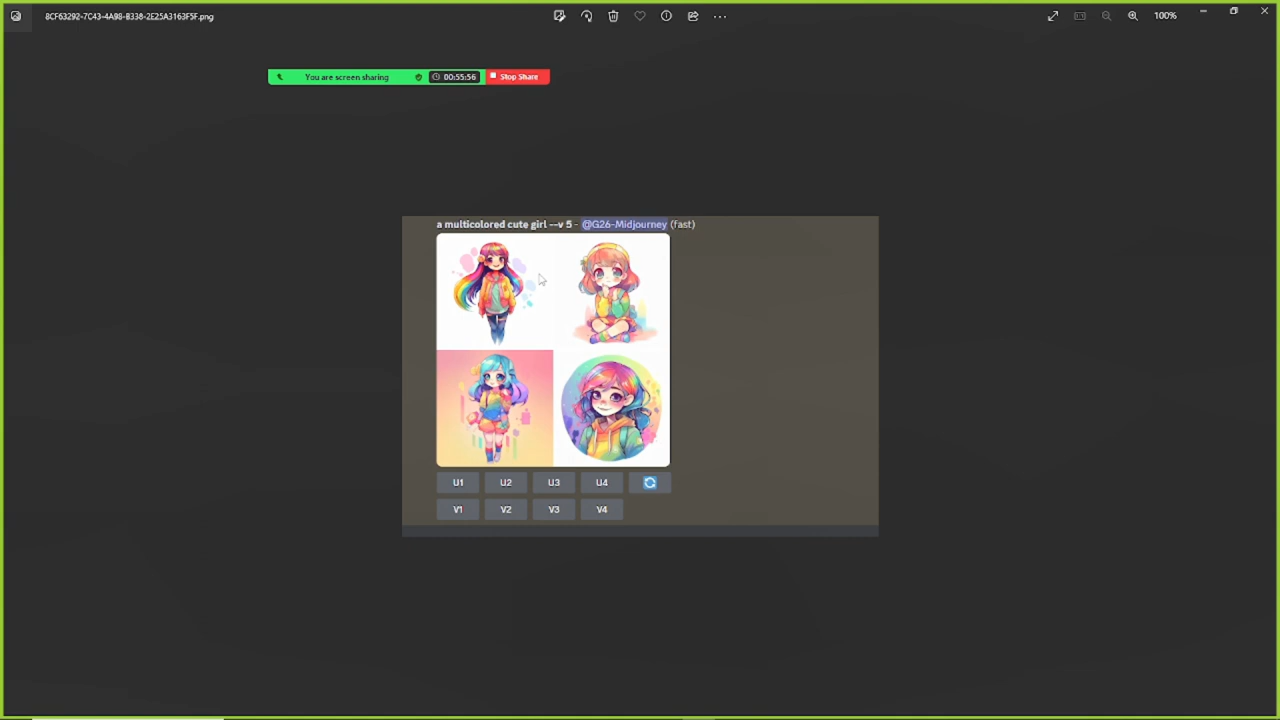 8CF63292-7C43-4A98-B338-2E25A3163F5F.png
100%
You are screen sharing
00:55:56
Stop Share
a multicolored cute girl --v 5 - @G26-Midjourney (fast)
U1 U2 U3 U4
V1 V2 V3 V4